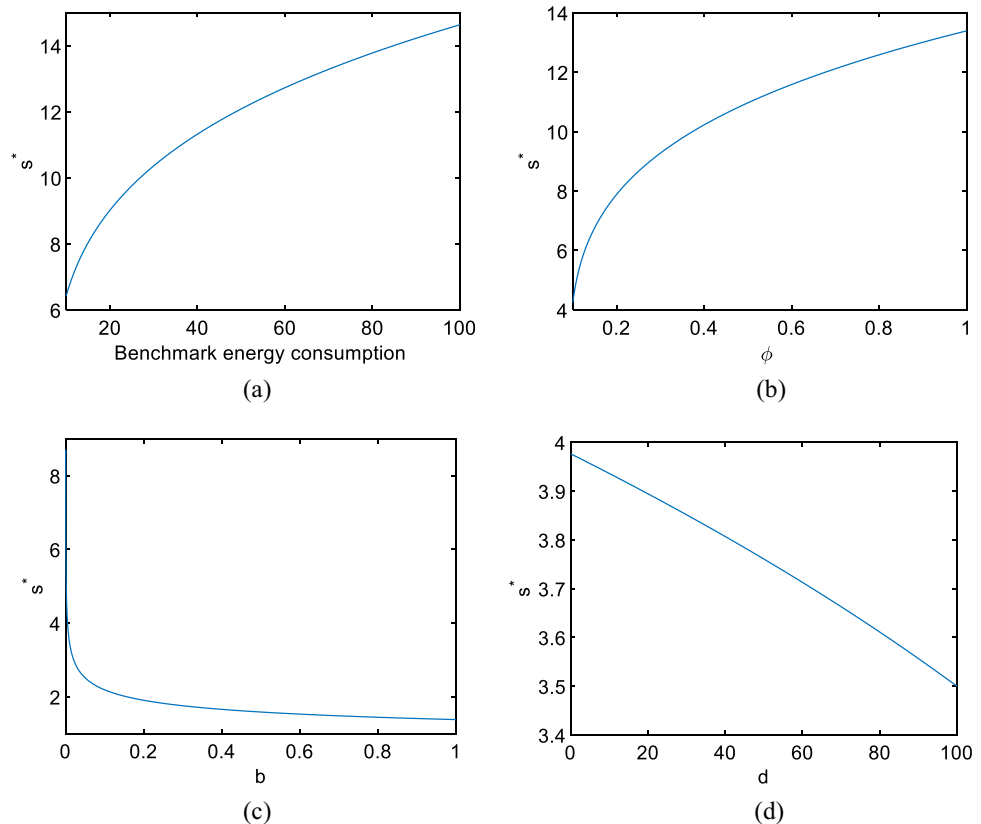 14
12
10
8
6
s*
20 40 60 80 100
Benchmark energy consumption
(a)
14
12
10
8
6
4
s*
0.2 0.4 0.6 0.8 1
ϕ
(b)
8
6
4
2
s*
0 0.2 0.4 0.6 0.8 1
b
(c)
4
3.9
3.8
3.7
3.6
3.5
3.4
s*
0 20 40 60 80 100
d
(d)